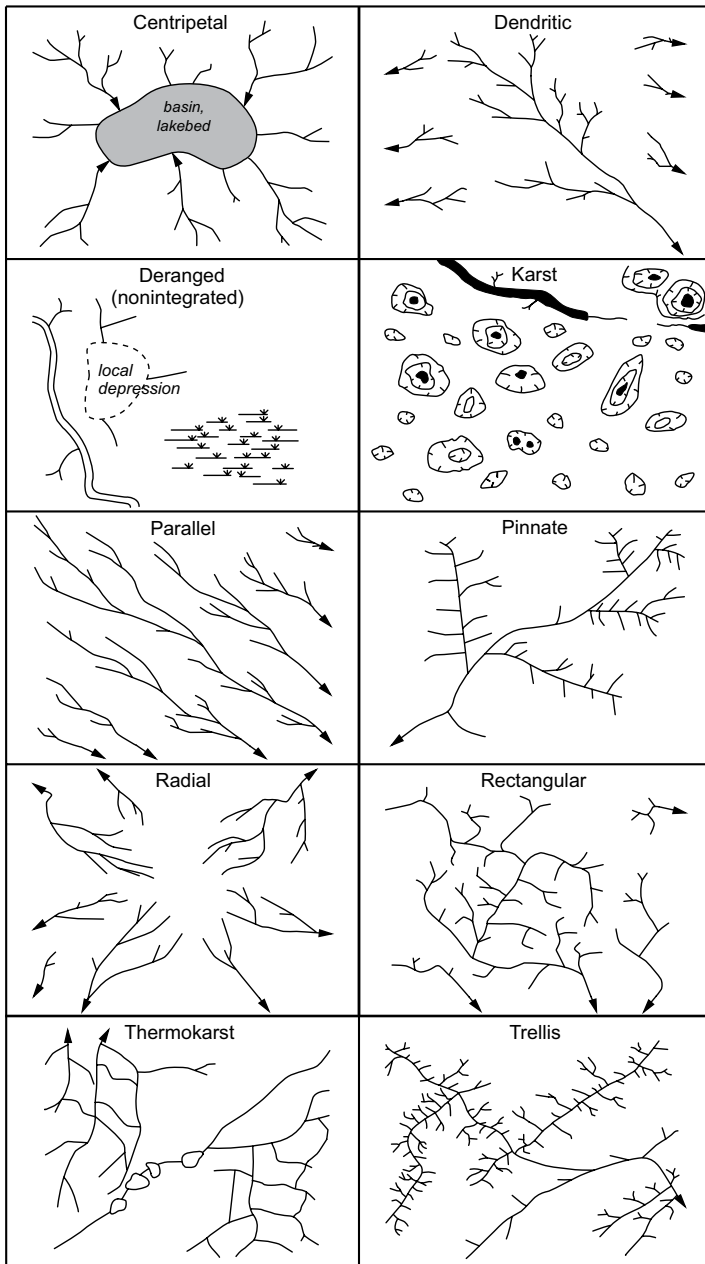 Centripetal
basin,
lakebed
Dendritic
Deranged
(nonintegrated)
local
depression
Karst
Parallel
Pinnate
Radial
Rectangular
Thermokarst
Trellis